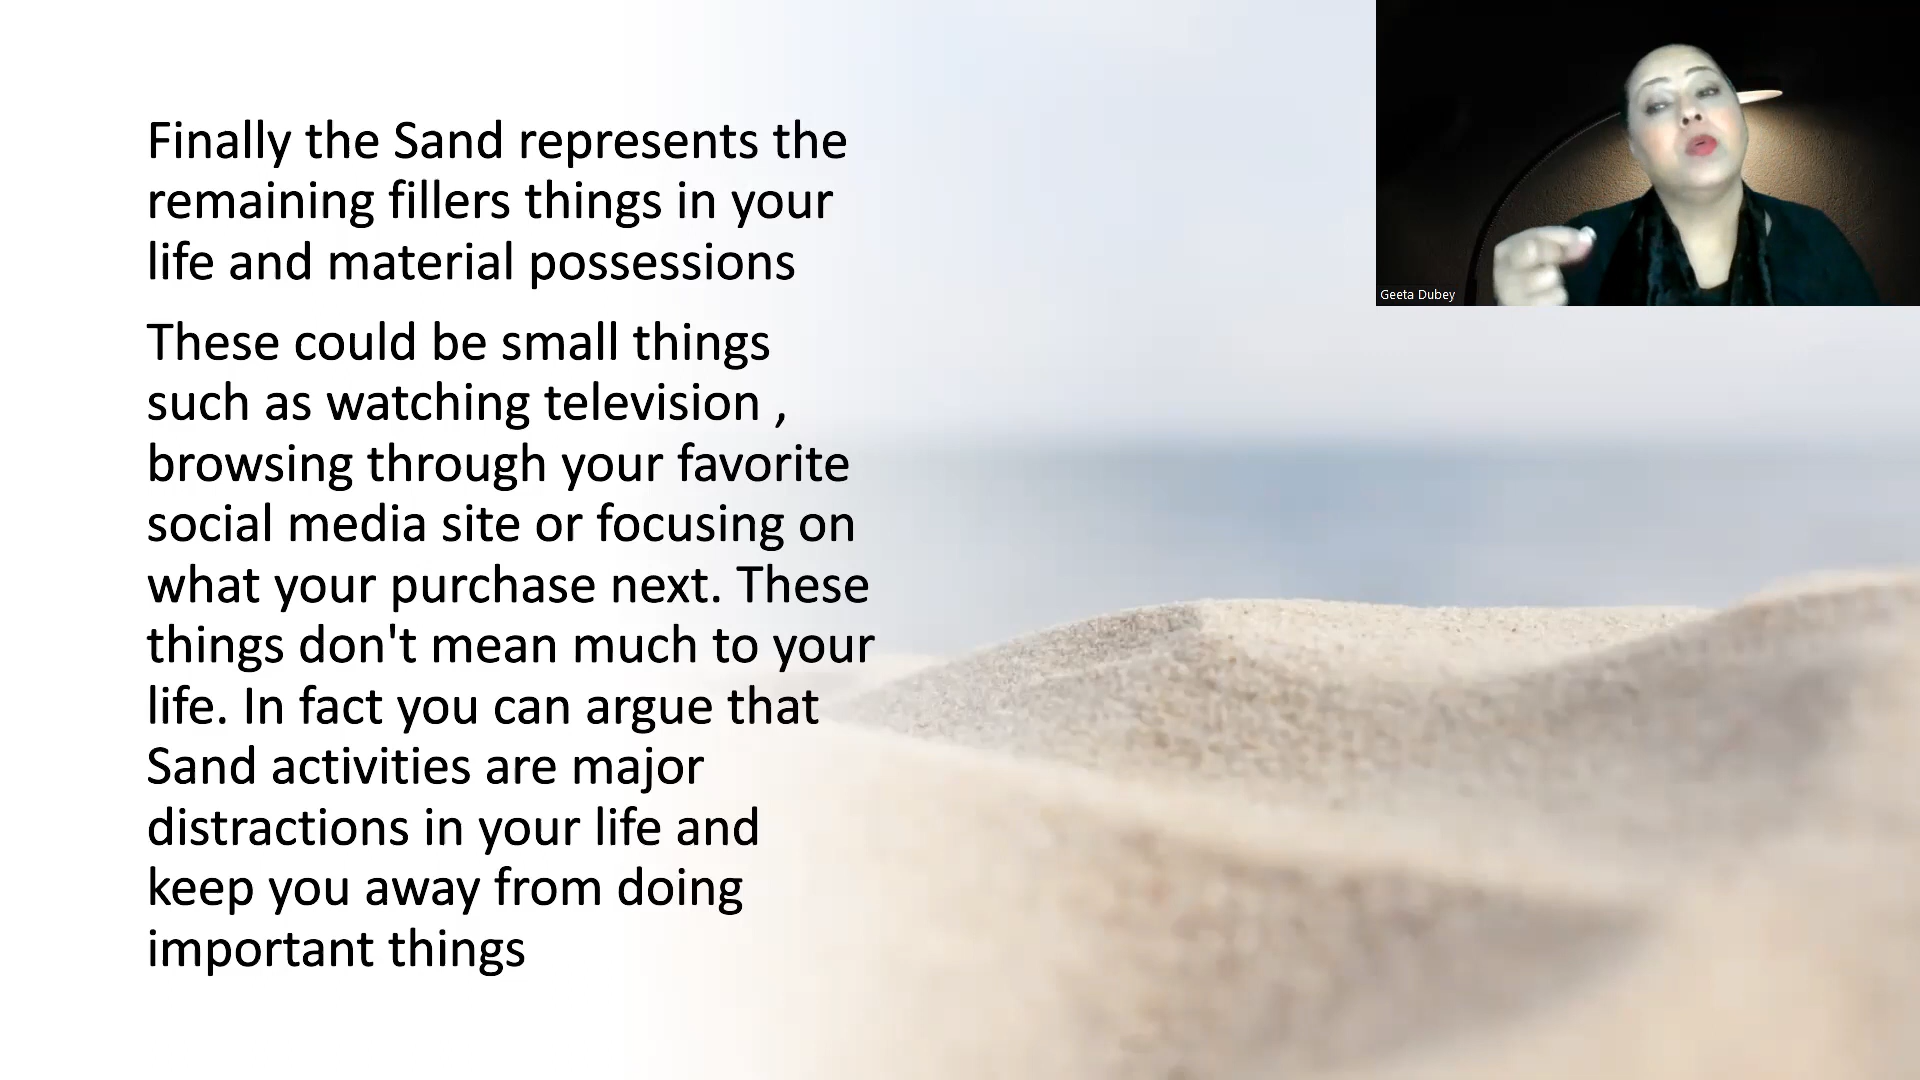 Finally the Sand represents the
remaining fillers things in your
life and material possessions
These could be small things
such as watching television ,
browsing through your favorite
social media site or focusing on
what your purchase next. These
things don't mean much to your
life. In fact you can argue that
Sand activities are major
distractions in your life and
keep you away from doing
important things
Geeta Dubey